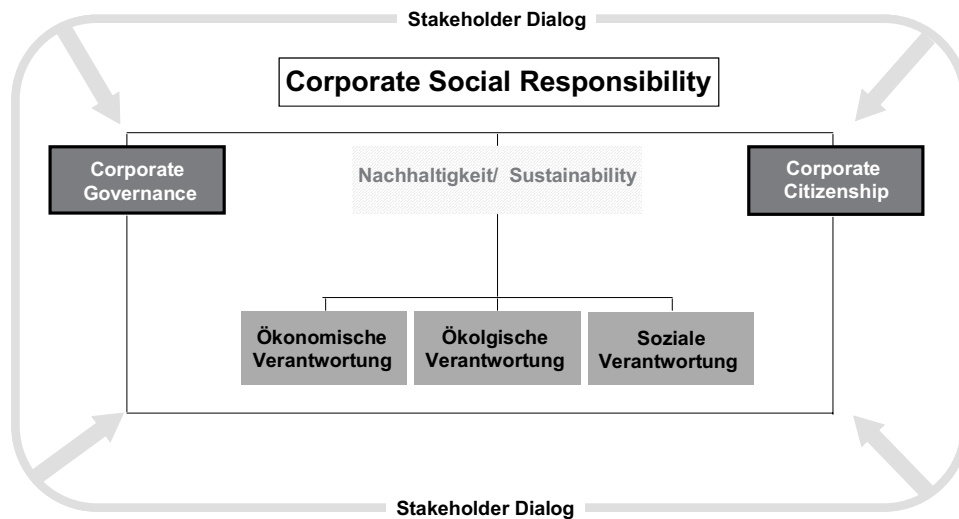 Stakeholder Dialog
Corporate Social Responsibility
Corporate
Governance
Nachhaltigkeit/ Sustainability
Corporate
Citizenship
Ökonomische
Verantwortung
Ökolgische
Verantwortung
Soziale
Verantwortung
Stakeholder Dialog